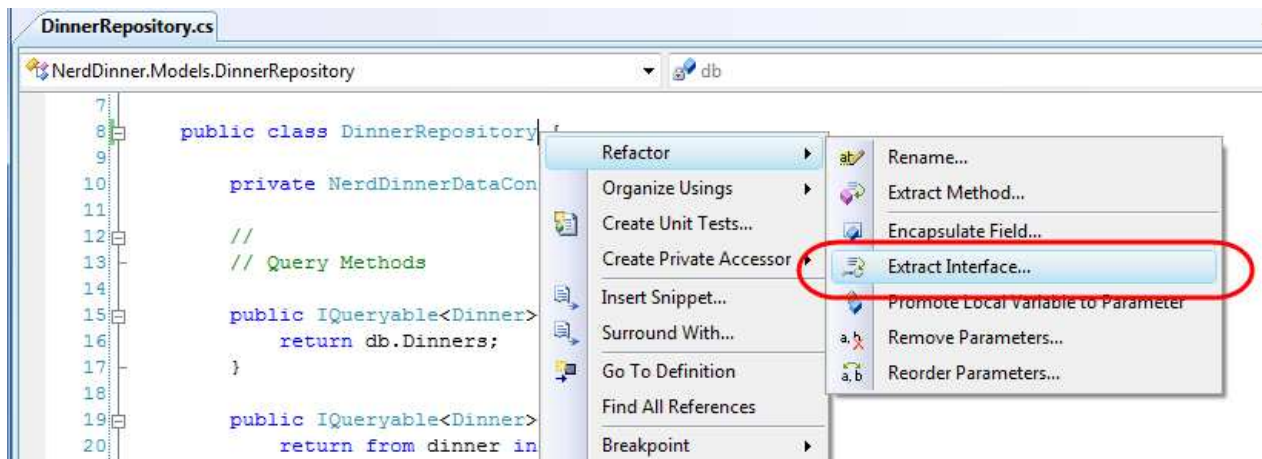 DinnerRepository.cs
NerdDinner.Models.DinnerRepository db
7
8 public class DinnerRepository {
9
10 private NerdDinnerDataCon
11
12 //
13 // Query Methods
14
15 public IQueryable<Dinner>
16 return db.Dinners;
17 }
18
19 public IQueryable<Dinner>
20 return from dinner in
Refactor
Organize Usings
Create Unit Tests...
Create Private Accessor
Insert Snippet...
Surround With...
Go To Definition
Find All References
Breakpoint
Rename...
Extract Method...
Encapsulate Field...
Extract Interface...
Promote Local Variable to Parameter
Remove Parameters...
Reorder Parameters...